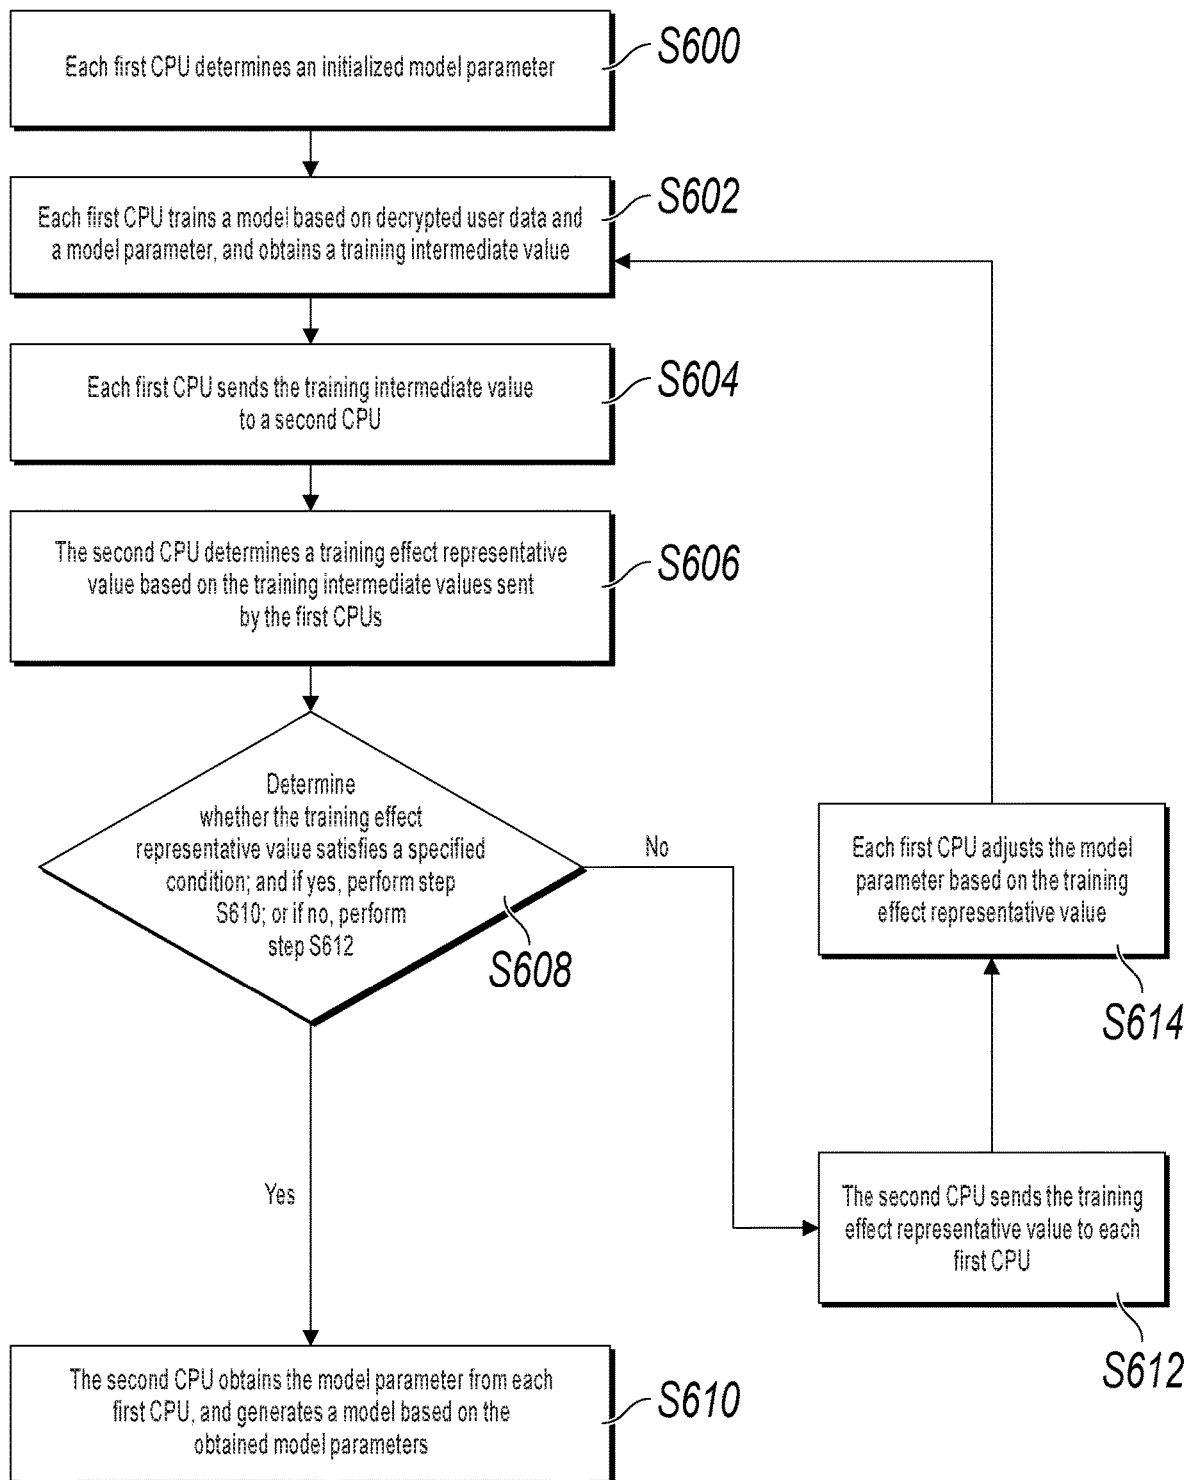 Each first CPU determines an initialized model parameter
S600
Each first CPU trains a model based on decrypted user data and
a model parameter, and obtains a training intermediate value
S602
Each first CPU sends the training intermediate value
to a second CPU
S604
The second CPU determines a training effect representative
value based on the training intermediate values sent
by the first CPUs
S606
Determine
whether the training effect
representative value satisfies a specified
condition; and if yes, perform step
S610; or if no, perform
step S612
S608
No
Each first CPU adjusts the model
parameter based on the training
effect representative value
S614
Yes
The second CPU sends the training
effect representative value to each
first CPU
S612
The second CPU obtains the model parameter from each
first CPU, and generates a model based on the
obtained model parameters
S610